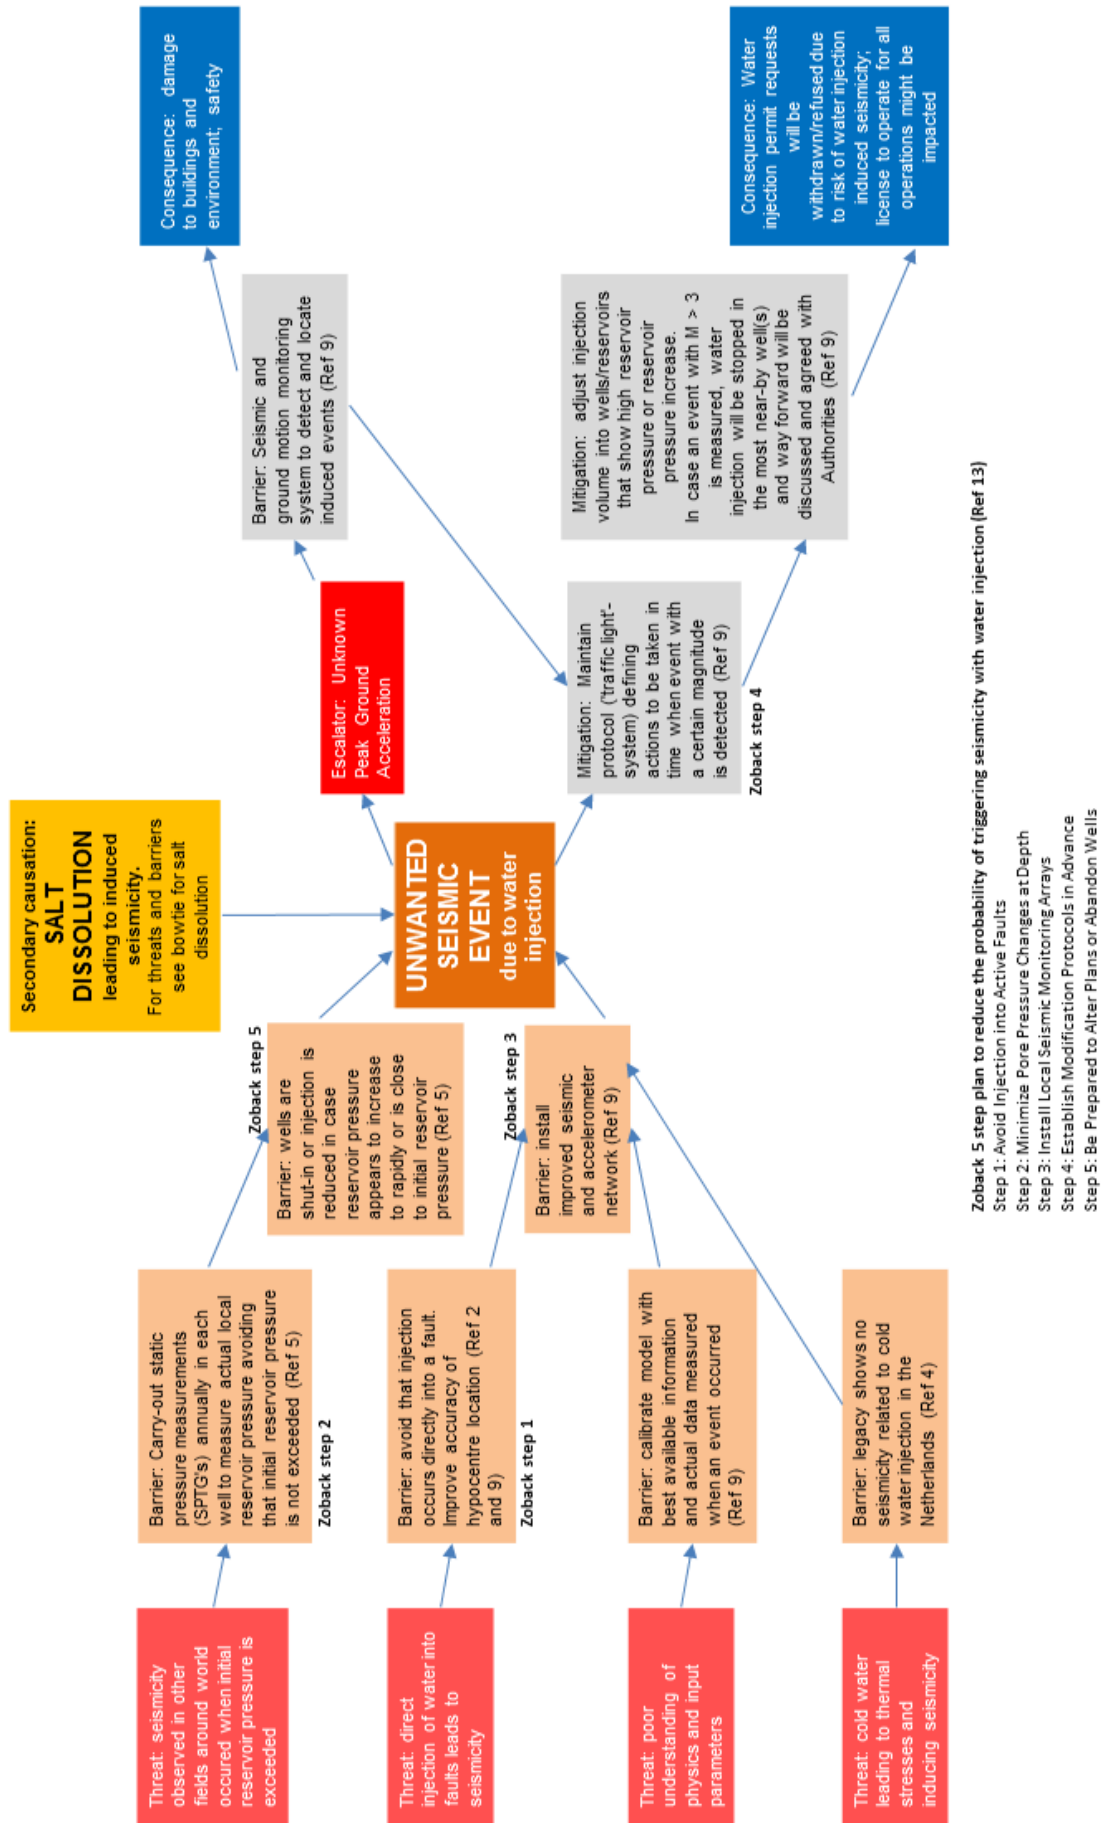 Secondary causation:
SALT
DISSOLUTION
leading to induced
seismicity.
For threats and barriers
see bowtie for salt
dissolution
Threat: seismicity
observed in other
fields around world
occured when initial
reservoir pressure is
exceeded
Barrier: Carry-out static
pressure measurements
(SPTG's) annually in each
well to measure actual local
reservoir pressure avoiding
that initial reservoir pressure
is not exceeded (Ref 5)
Zoback step 2
Zoback step 5
Barrier: wells are
shut-in or injection is
reduced in case
reservoir pressure
appears to increase
to rapidly or is close
to initial reservoir
pressure (Ref 5)
Threat: direct
injection of water into
faults leads to
seismicity
Barrier: avoid that injection
occurs directly into a fault.
Improve accuracy of
hypocentre location (Ref 2
and 9)
Zoback step 1
Zoback step 3
Barrier: install
improved seismic
and accelerometer
network (Ref 9)
Threat: poor
understanding of
physics and input
parameters
Barrier: calibrate model with
best available information
and actual data measured
when an event occurred
(Ref 9)
Threat: cold water
leading to thermal
stresses and
inducing seismicity
Barrier: legacy shows no
seismicity related to cold
water injection in the
Netherlands (Ref 4)
UNWANTED
SEISMIC
EVENT
due to water
injection
Escalator: Unknown
Peak Ground
Acceleration
Barrier: Seismic and
ground motion monitoring
system to detect and locate
induced events (Ref 9)
Consequence: damage
to buildings and
environment; safety
Mitigation: Maintain
protocol ('traffic light'-
system) defining
actions to be taken in
time when event with
a certain magnitude
is detected (Ref 9)
Zoback step 4
Mitigation: adjust injection
volume into wells/reservoirs
that show high reservoir
pressure or reservoir
pressure increase.
In case an event with M > 3
is measured, water
injection will be stopped in
the most near-by well(s)
and way forward will be
discussed and agreed with
Authorities (Ref 9)
Consequence: Water
injection permit requests
will be
withdrawn/refused due
to risk of water injection
induced seismicity;
license to operate for all
operations might be
impacted
Zoback 5 step plan to reduce the probability of triggering seismicity with water injection (Ref 13)
Step 1: Avoid Injection into Active Faults
Step 2: Minimize Pore Pressure Changes at Depth
Step 3: Install Local Seismic Monitoring Arrays
Step 4: Establish Modification Protocols in Advance
Step 5: Be Prepared to Alter Plans or Abandon Wells